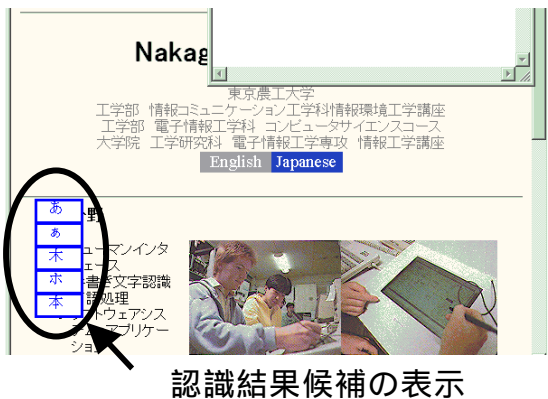 Nakag
東京農工大学
工学部 情報コミュニケーション工学科情報環境工学講座
工学部 電子情報工学科 コンピュータサイエンスコース
大学院 工学研究科 電子情報工学専攻 情報工学講座
English Japanese
あ
ぁ
木
ホ
本
野
ューマンインタ
ェース
書き文字認識
語処理
トウェアシス
アプリケー
ション
認識結果候補の表示